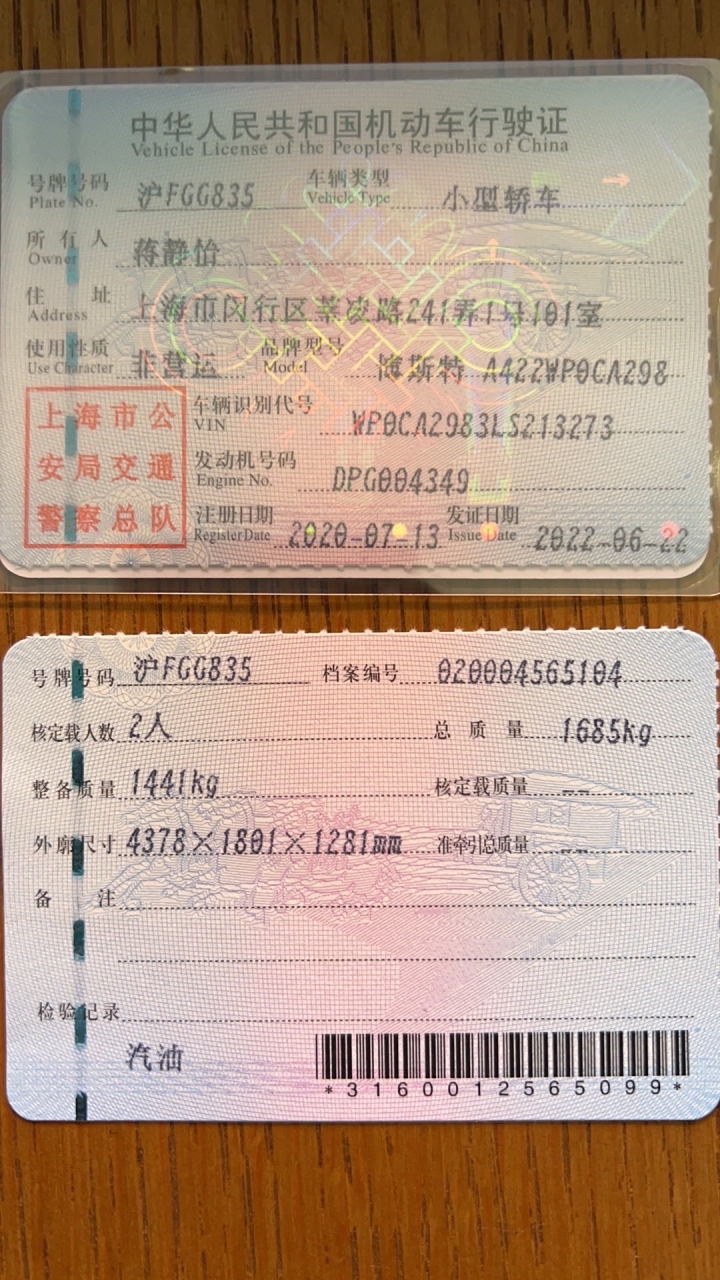 中华人民共和国机动车行驶证
Vehicle License of the People's Republic of China
号牌号码 沪FGG835 车辆类型 小型轿车
Plate No. Vehicle Type
所有人 蒋静怡
Owner
住址 上海市闵行区莘凌路241弄1号101室
Address
使用性质 非营运 品牌型号 博斯特 A422WP0CA298
Use Character Model
上海市公安局交通警察总队
车辆识别代号 WP0CA2983LS213273
VIN
发动机号码 DPG004349
Engine No.
注册日期 2020-07-13 发证日期 2022-06-22
Register Date Issue Date
号牌号码 沪FGG835 档案编号 020004565104
核定载人数 2人 总质量 1685kg
整备质量 1441kg 核定载质量 --
外廓尺寸 4378×1801×1281mm 准牵引总质量 --
备注
检验记录
汽油
*3160012565099*